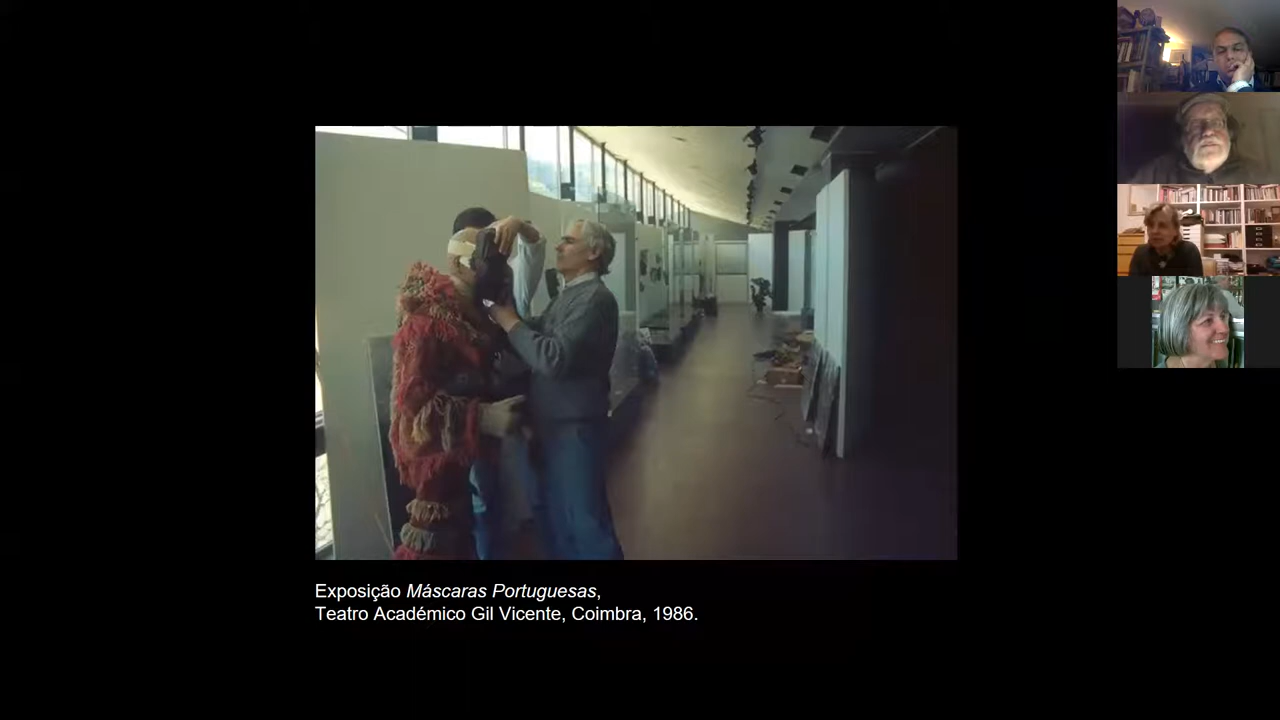 Exposição Máscaras Portuguesas,
Teatro Académico Gil Vicente, Coimbra, 1986.